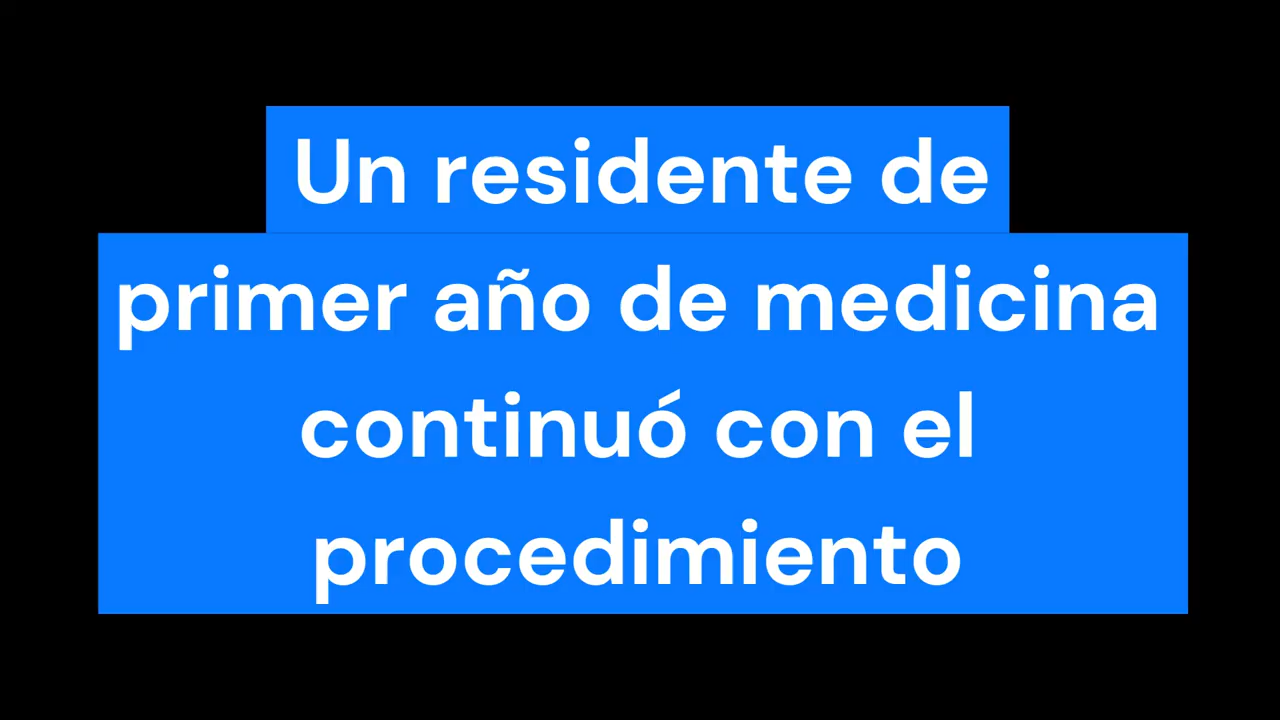 Un residente de
primer año de medicina
continuó con el
procedimiento